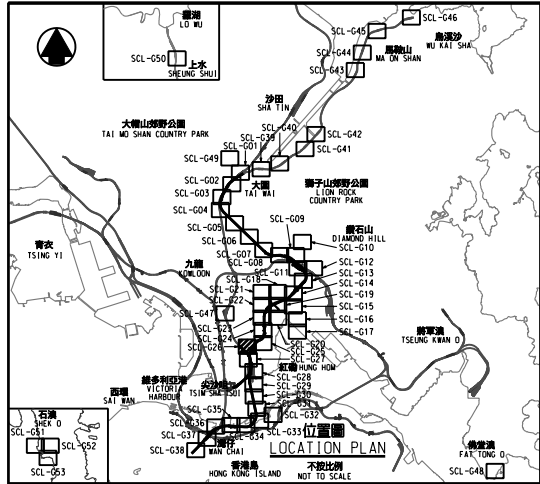 羅湖
LO WU
SCL-G50
上水
SHEUNG SHUI
SCL-G46
SCL-G45
烏溪沙
WU KAI SHA
SCL-G44
馬鞍山
MA ON SHAN
SCL-G43
沙田
SHA TIN
大帽山郊野公園
TAI MO SHAN COUNTRY PARK
SCL-G40
SCL-G39
SCL-G42
SCL-G01
SCL-G41
SCL-G49
SCL-G02
大圍
TAI WAI
獅子山郊野公園
LION ROCK
COUNTRY PARK
SCL-G03
SCL-G04
SCL-G05
SCL-G09
鑽石山
DIAMOND HILL
SCL-G06
SCL-G10
青衣
TSING YI
SCL-G07
SCL-G08
SCL-G12
九龍
KOWLOON
SCL-G11
SCL-G13
SCL-G18
SCL-G14
SCL-G21
SCL-G19
SCL-G22
SCL-G15
SCL-G47
SCL-G16
SCL-G23
SCL-G17
將軍澳
TSEUNG KWAN O
SCL-G24
SCL-G26
SCL-G20
SCL-G25
SCL-G27
紅磡
HUNG HOM
SCL-G28
維多利亞港
VICTORIA
HARBOUR
尖沙咀
TSIM SHA TSUI
SCL-G29
西環
SAI WAN
SCL-G30
SCL-G31
SCL-G35
SCL-G32
石澳
SHEK O
SCL-G36
SCL-G33
SCL-G34
位置圖
LOCATION PLAN
SCL-G51
SCL-G52
SCL-G37
灣仔
WAN CHAI
SCL-G38
佛堂澳
FAT TONG O
SCL-G53
香港島
HONG KONG ISLAND
不按比例
NOT TO SCALE
SCL-G48